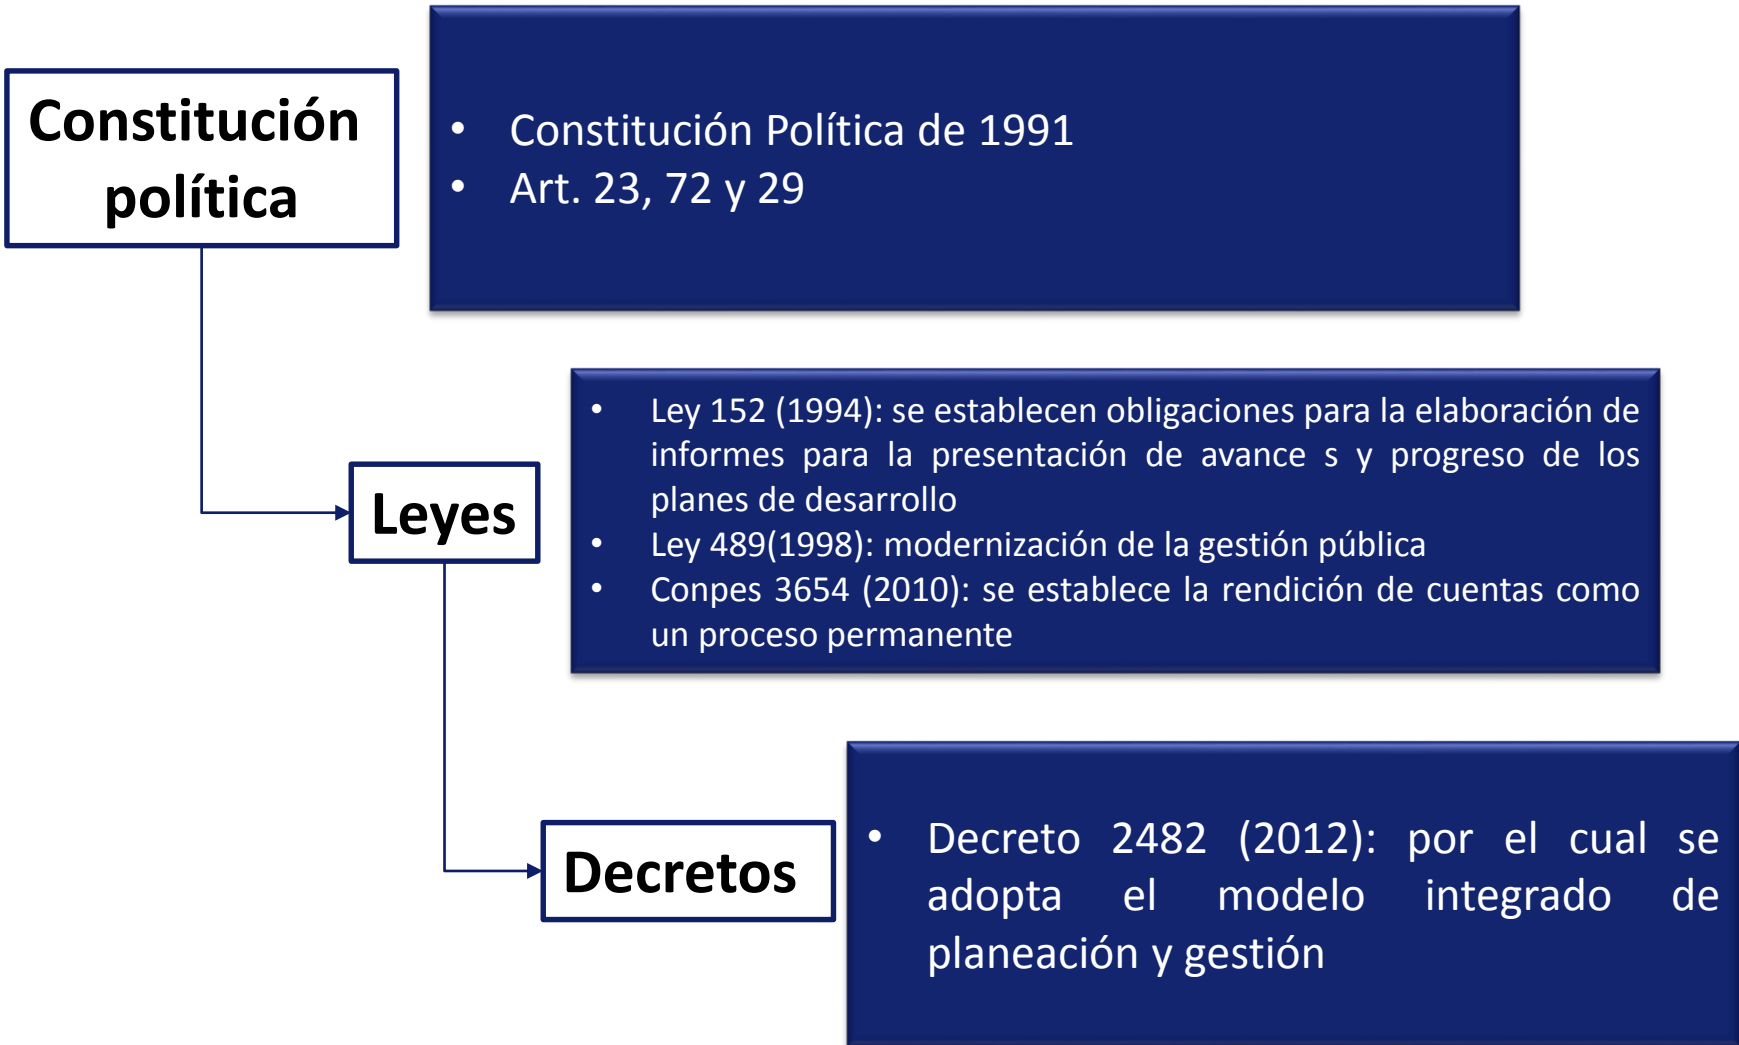 Constitución
política
• Constitución Política de 1991
• Art. 23, 72 y 29
Leyes
• Ley 152 (1994): se establecen obligaciones para la elaboración de
informes para la presentación de avance s y progreso de los
planes de desarrollo
• Ley 489(1998): modernización de la gestión pública
• Conpes 3654 (2010): se establece la rendición de cuentas como
un proceso permanente
Decretos
• Decreto 2482 (2012): por el cual se
adopta el modelo integrado de
planeación y gestión